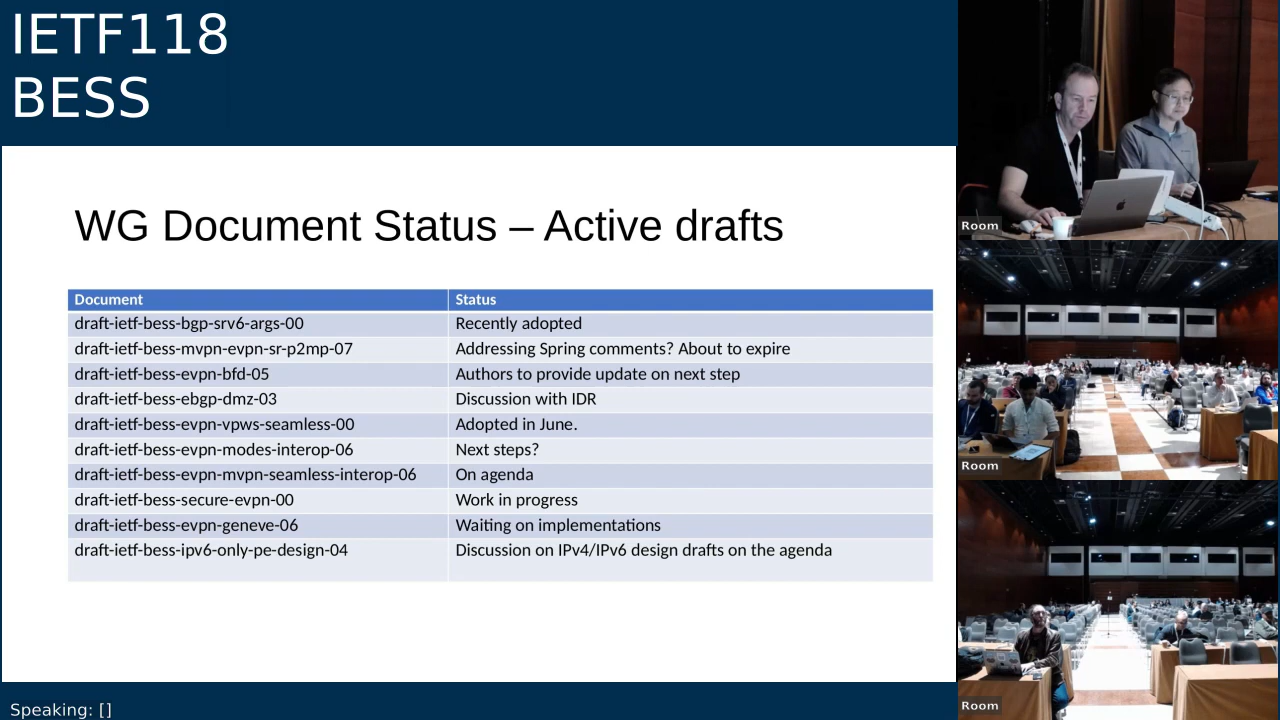 IETF118
BESS
WG Document Status – Active drafts
Document Status
draft-ietf-bess-bgp-srv6-args-00 Recently adopted
draft-ietf-bess-mvpn-evpn-sr-p2mp-07 Addressing Spring comments? About to expire
draft-ietf-bess-evpn-bfd-05 Authors to provide update on next step
draft-ietf-bess-ebgp-dmz-03 Discussion with IDR
draft-ietf-bess-evpn-vpws-seamless-00 Adopted in June.
draft-ietf-bess-evpn-modes-interop-06 Next steps?
draft-ietf-bess-evpn-mvpn-seamless-interop-06 On agenda
draft-ietf-bess-secure-evpn-00 Work in progress
draft-ietf-bess-evpn-geneve-06 Waiting on implementations
draft-ietf-bess-ipv6-only-pe-design-04 Discussion on IPv4/IPv6 design drafts on the agenda
Speaking: []
Room
Room
Room